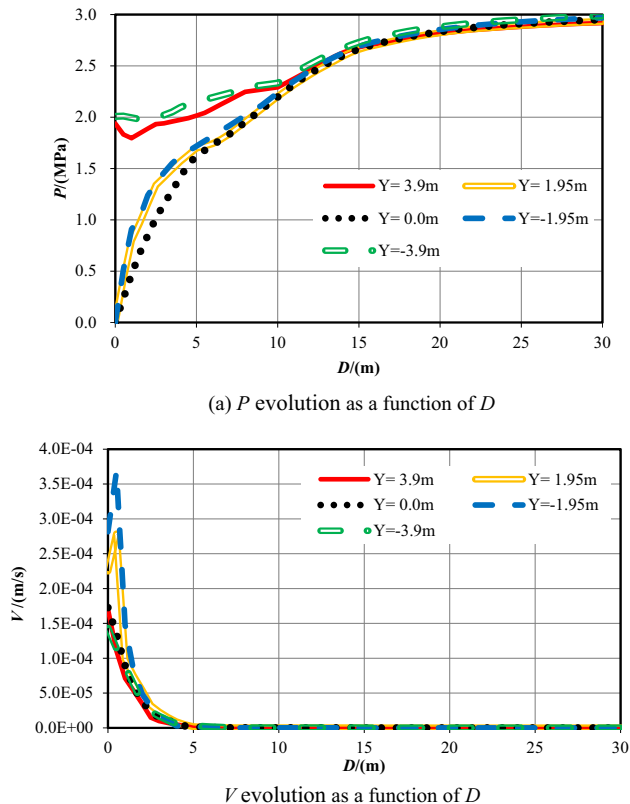 3.0
2.5
2.0
1.5
1.0
0.5
0.0
P/(MPa)
Y= 3.9m
Y= 1.95m
Y= 0.0m
Y=-1.95m
Y=-3.9m
0 5 10 15 20 25 30
D/(m)
(a) P evolution as a function of D
4.0E-04
3.5E-04
3.0E-04
2.5E-04
2.0E-04
1.5E-04
1.0E-04
5.0E-05
0.0E+00
V/(m/s)
Y= 3.9m
Y= 1.95m
Y= 0.0m
Y=-1.95m
Y=-3.9m
0 5 10 15 20 25 30
D/(m)
V evolution as a function of D